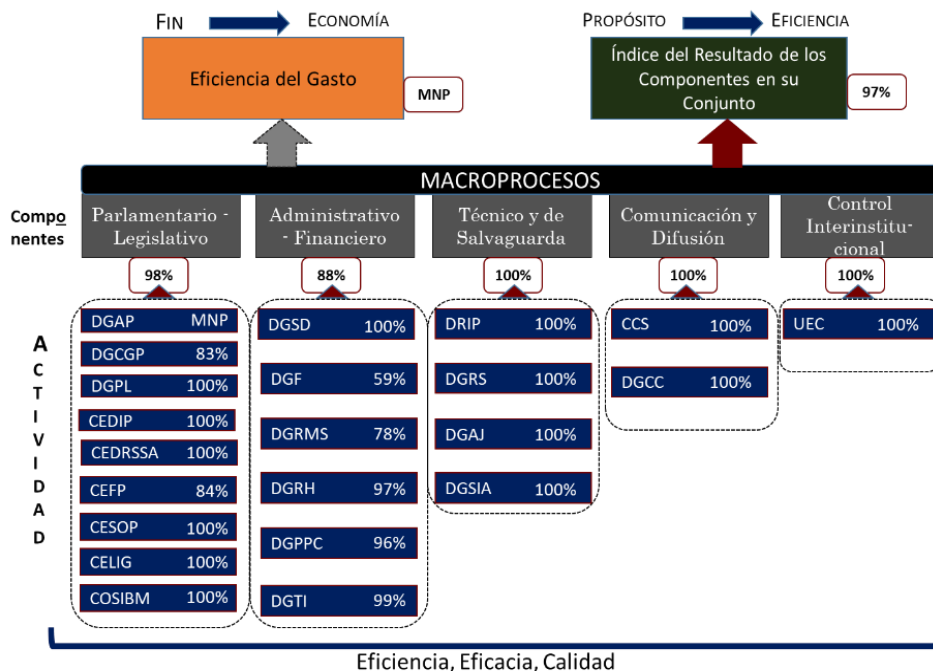 FIN ECONOMÍA PROPÓSITO EFICIENCIA
Eficiencia del Gasto
MNP
Índice del Resultado de los
Componentes en su
Conjunto
97%
MACROPROCESOS
Compo
nentes
Parlamentario -
Legislativo
Administrativo
- Financiero
Técnico y de
Salvaguarda
Comunicación y
Difusión
Control
Interinstitu-
cional
98% 88% 100% 100% 100%
ACTIVIDAD
DGAP MNP
DGCGP 83%
DGPL 100%
CEDIP 100%
CEDRSSA 100%
CEFP 84%
CESOP 100%
CELIG 100%
COSIBM 100%
DGSD 100%
DGF 59%
DGRMS 78%
DGRH 97%
DGPPC 96%
DGTI 99%
DRIP 100%
DGRS 100%
DGAJ 100%
DGSIA 100%
CCS 100%
DGCC 100%
UEC 100%
Eficiencia, Eficacia, Calidad